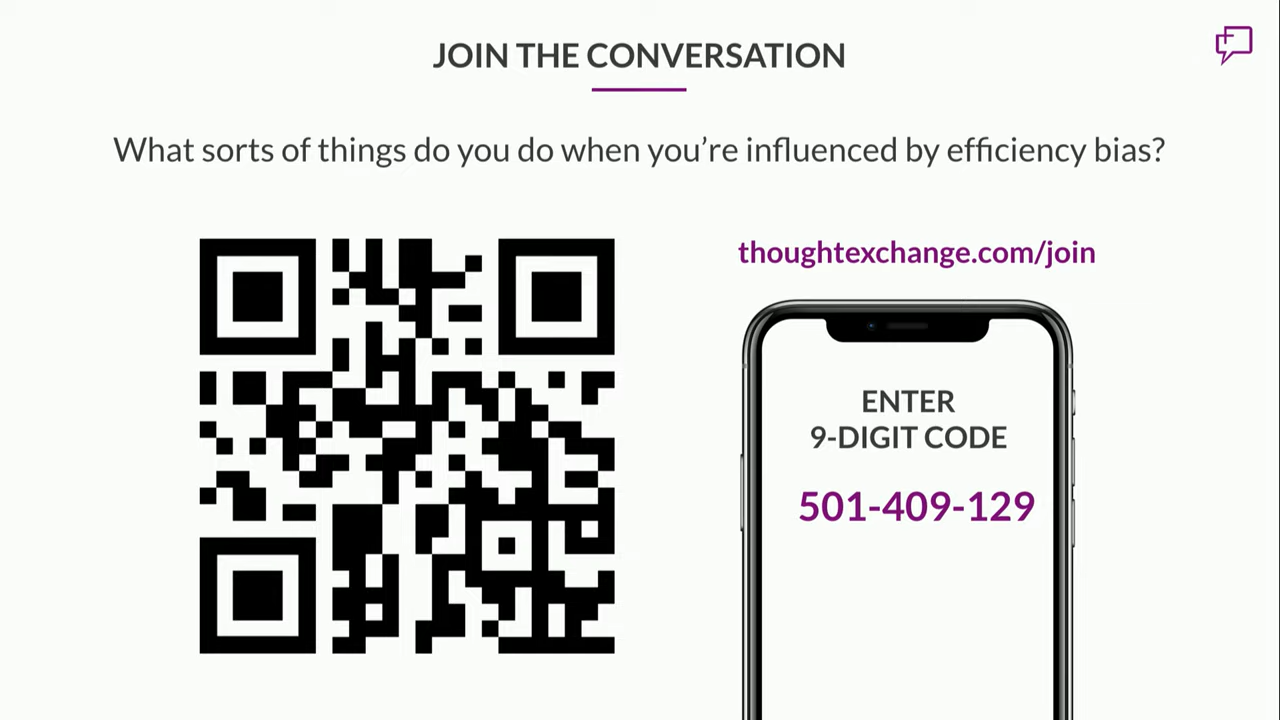 JOIN THE CONVERSATION
What sorts of things do you do when you’re influenced by efficiency bias?
thoughtexchange.com/join
ENTER
9-DIGIT CODE
501-409-129